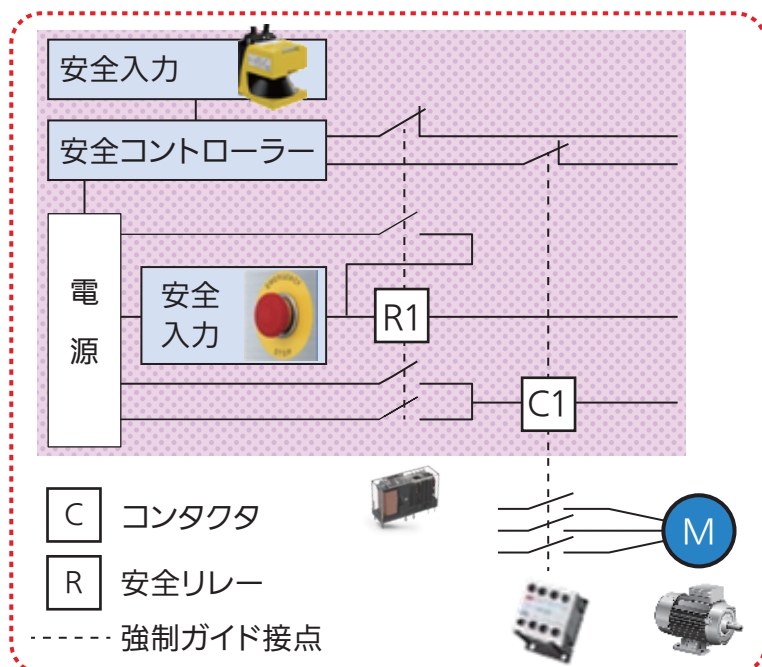 安全入力
安全コントローラー
電
源
安全
入力
EMERGENCY
STOP
R1
C1
C コンタクタ
R 安全リレー
強制ガイド接点
M